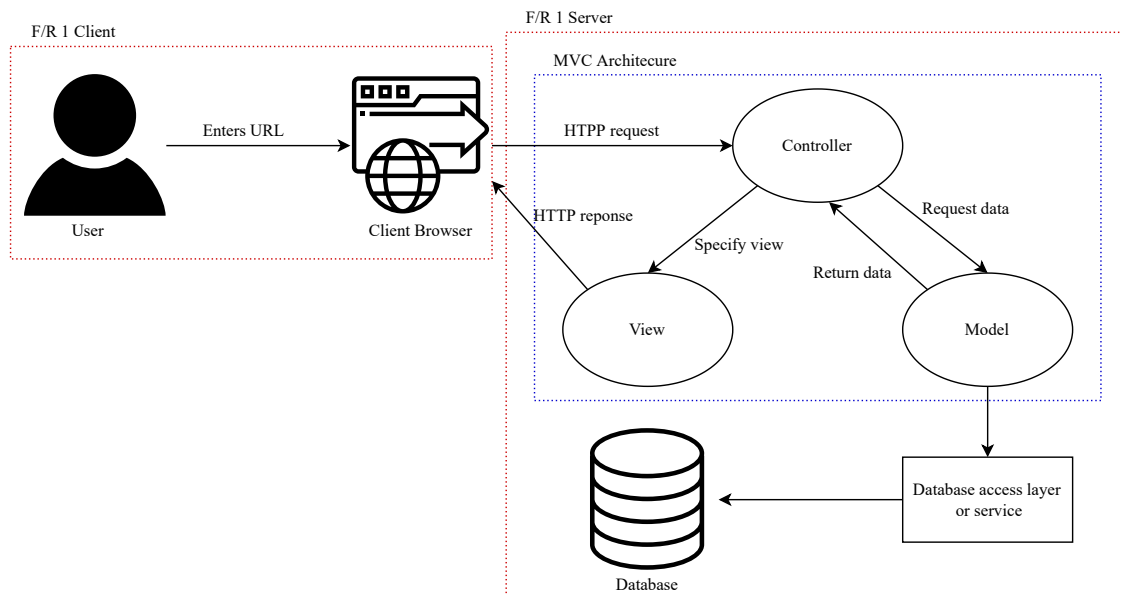 F/R 1 Client
F/R 1 Server
MVC Architecure
Enters URL
HTPP request
Controller
User
Client Browser
HTTP reponse
Specify view
Request data
Return data
View
Model
Database access layer
or service
Database